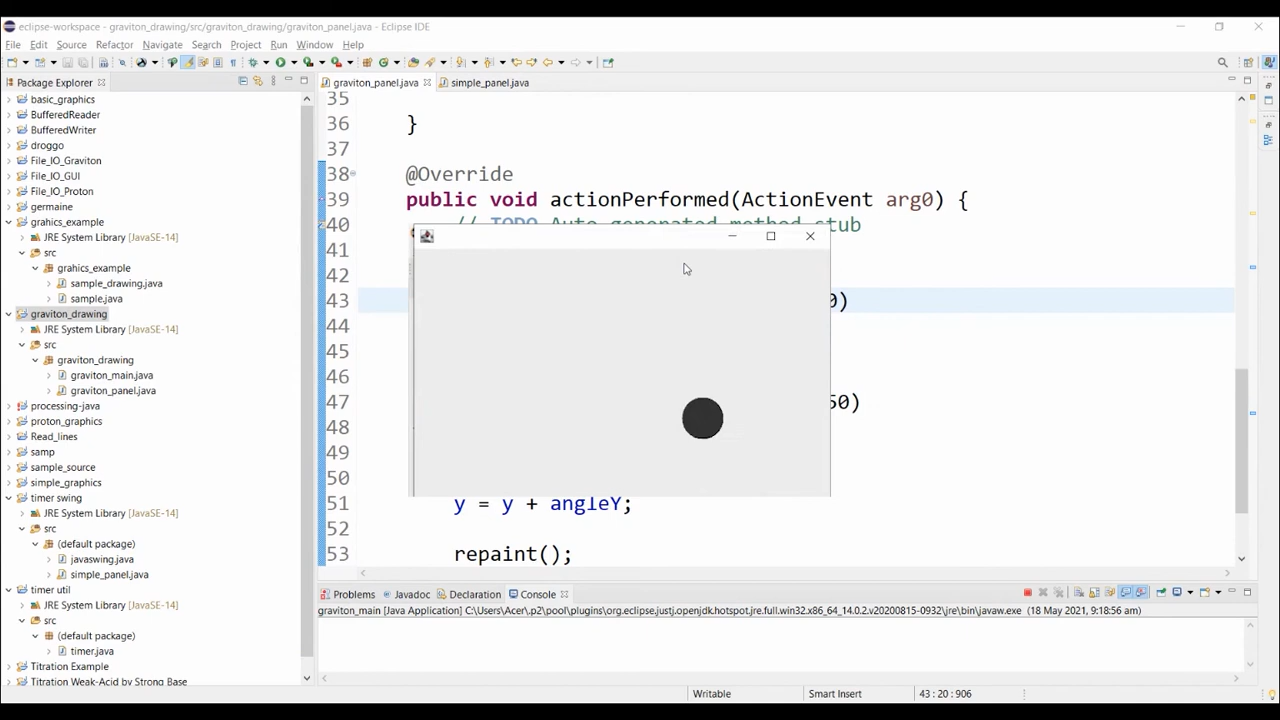 eclipse-workspace - graviton_drawing/src/graviton_drawing/graviton_panel.java - Eclipse IDE
File Edit Source Refactor Navigate Search Project Run Window Help
Package Explorer
graviton_panel.java
simple_panel.java
basic_graphics
BufferedReader
BufferedWriter
droggo
File_IO_Graviton
File_IO_GUI
File_IO_Proton
germaine
grahics_example
JRE System Library [JavaSE-14]
src
grahics_example
sample_drawing.java
sample.java
graviton_drawing
JRE System Library [JavaSE-14]
src
graviton_drawing
graviton_main.java
graviton_panel.java
processing-java
proton_graphics
Read_lines
samp
sample_source
simple_graphics
timer swing
JRE System Library [JavaSE-14]
src
(default package)
javaswing.java
simple_panel.java
timer util
JRE System Library [JavaSE-14]
src
(default package)
timer.java
Titration Example
Titration Weak-Acid by Strong Base
35
36 }
37
38 @Override
39 public void actionPerformed(ActionEvent arg0) {
40 // TODO Auto-generated method stub
41
42
43 0)
44
45
46
47 50)
48
49
50
51 y = y + angleY;
52
53 repaint();
Problems Javadoc Declaration Console
graviton_main [Java Application] C:\Users\Acer\.p2\pool\plugins\org.eclipse.justj.openjdk.hotspot.jre.full.win32.x86_64_14.0.2.v20200815-0932\jre\bin\javaw.exe (18 May 2021, 9:18:56 am)
Writable Smart Insert 43 : 20 : 906